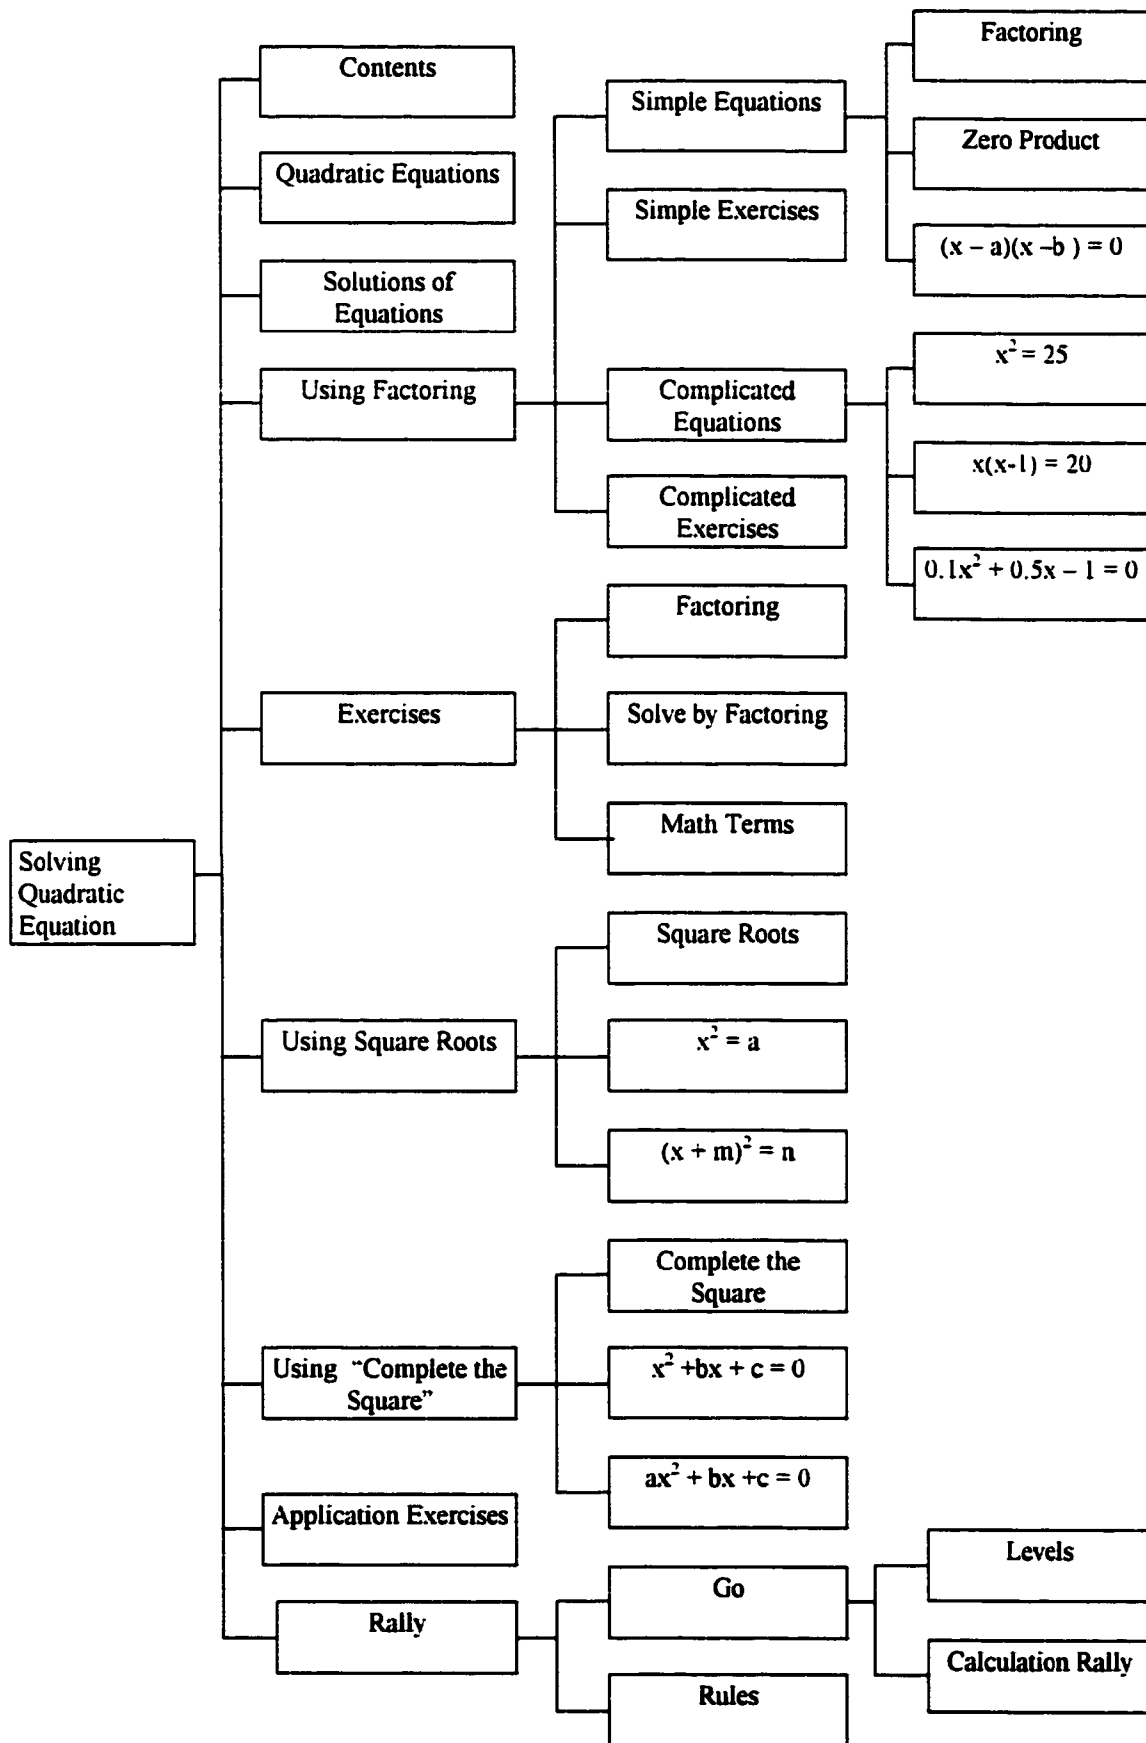 Solving
Quadratic
Equation
Contents
Quadratic Equations
Solutions of
Equations
Using Factoring
Simple Equations
Factoring
Zero Product
(x – a)(x –b ) = 0
Simple Exercises
Complicated
Equations
x² = 25
x(x-1) = 20
0.1x² + 0.5x – 1 = 0
Complicated
Exercises
Exercises
Factoring
Solve by Factoring
Math Terms
Using Square Roots
Square Roots
x² = a
(x + m)² = n
Using “Complete the
Square”
Complete the
Square
x² +bx + c = 0
ax² + bx +c = 0
Application Exercises
Rally
Go
Levels
Calculation Rally
Rules